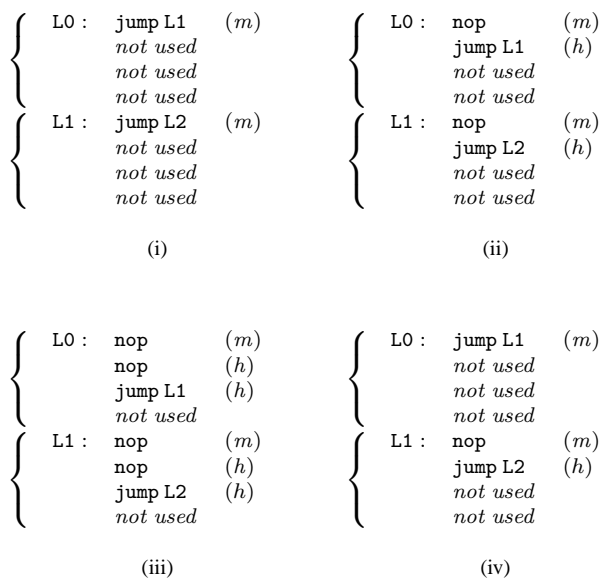 L0 : jump L1 (m)
not used
not used
not used
L1 : jump L2 (m)
not used
not used
not used
(i)
L0 : nop (m)
jump L1 (h)
not used
not used
L1 : nop (m)
jump L2 (h)
not used
not used
(ii)
L0 : nop (m)
nop (h)
jump L1 (h)
not used
L1 : nop (m)
nop (h)
jump L2 (h)
not used
(iii)
L0 : jump L1 (m)
not used
not used
not used
L1 : nop (m)
jump L2 (h)
not used
not used
(iv)